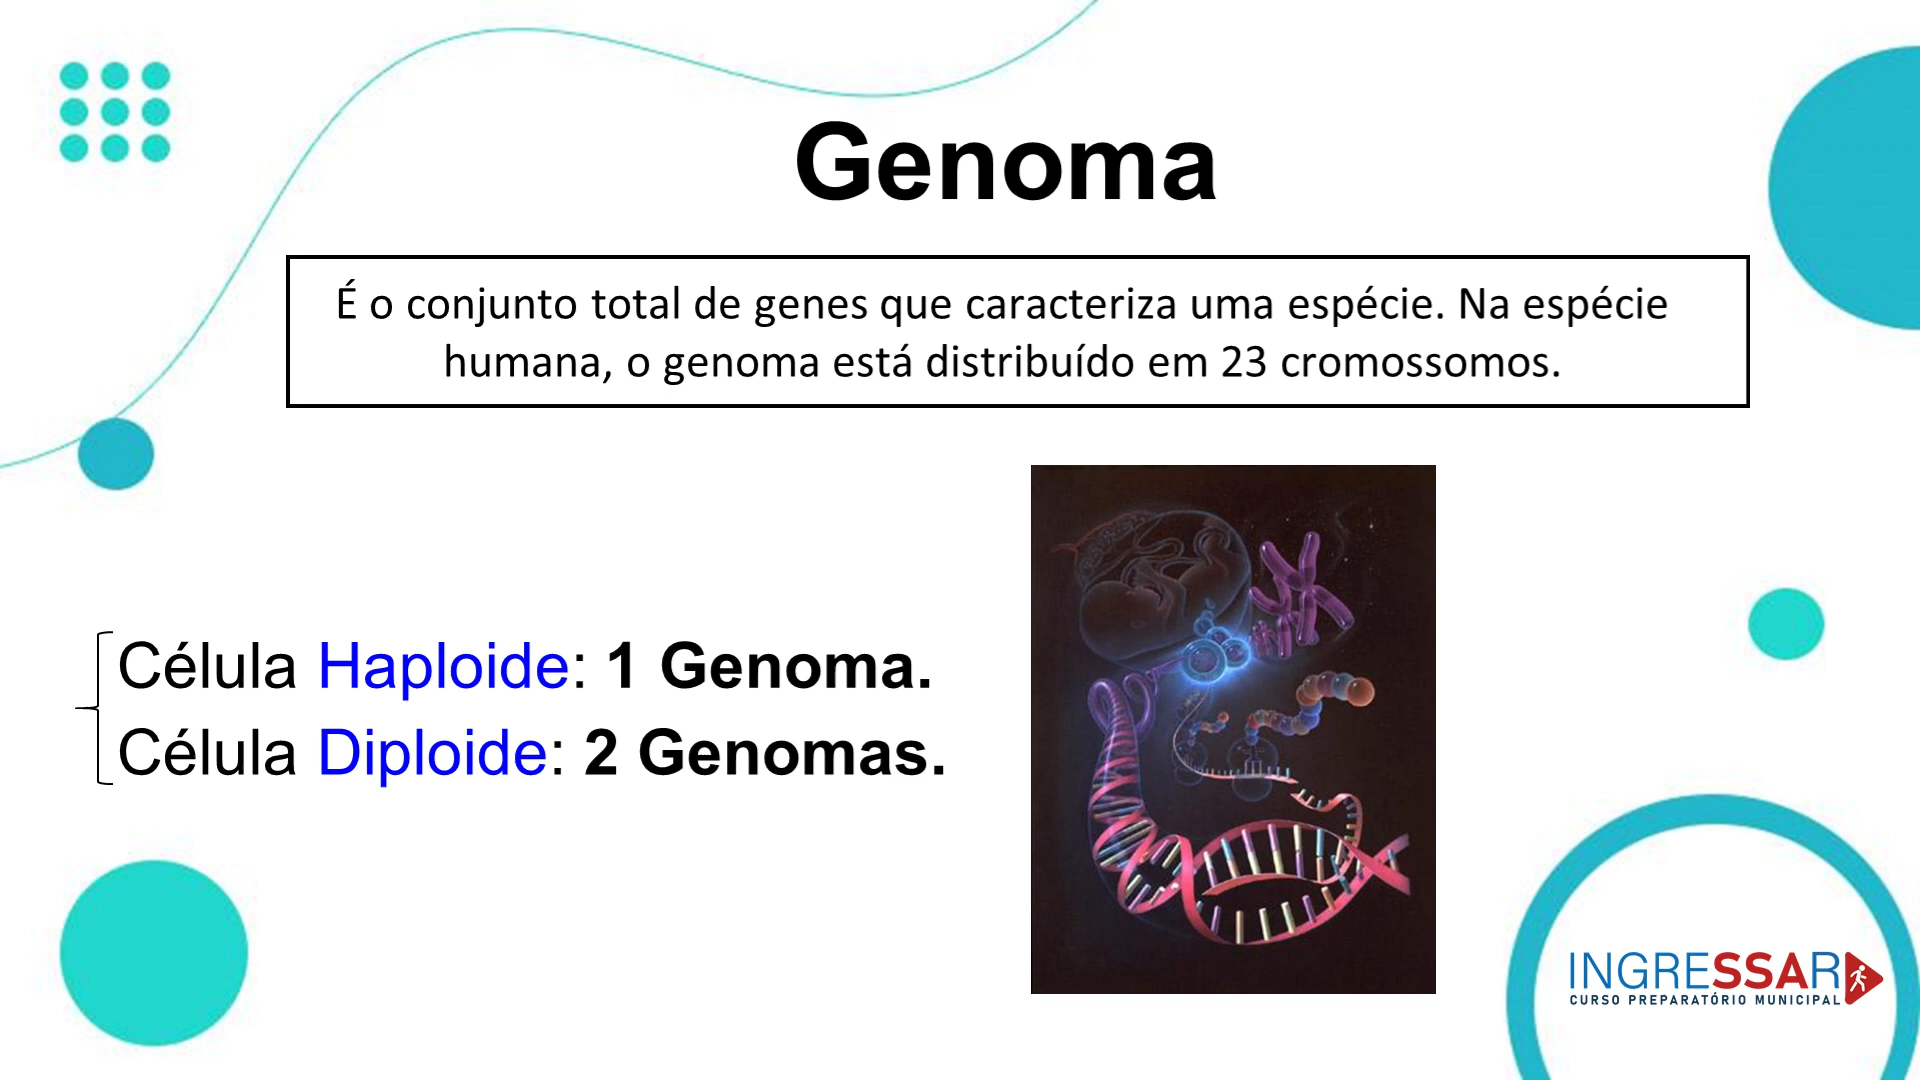 Genoma
É o conjunto total de genes que caracteriza uma espécie. Na espécie
humana, o genoma está distribuído em 23 cromossomos.
Célula Haploide: 1 Genoma.
Célula Diploide: 2 Genomas.
INGRESSAR
CURSO PREPARATÓRIO MUNICIPAL